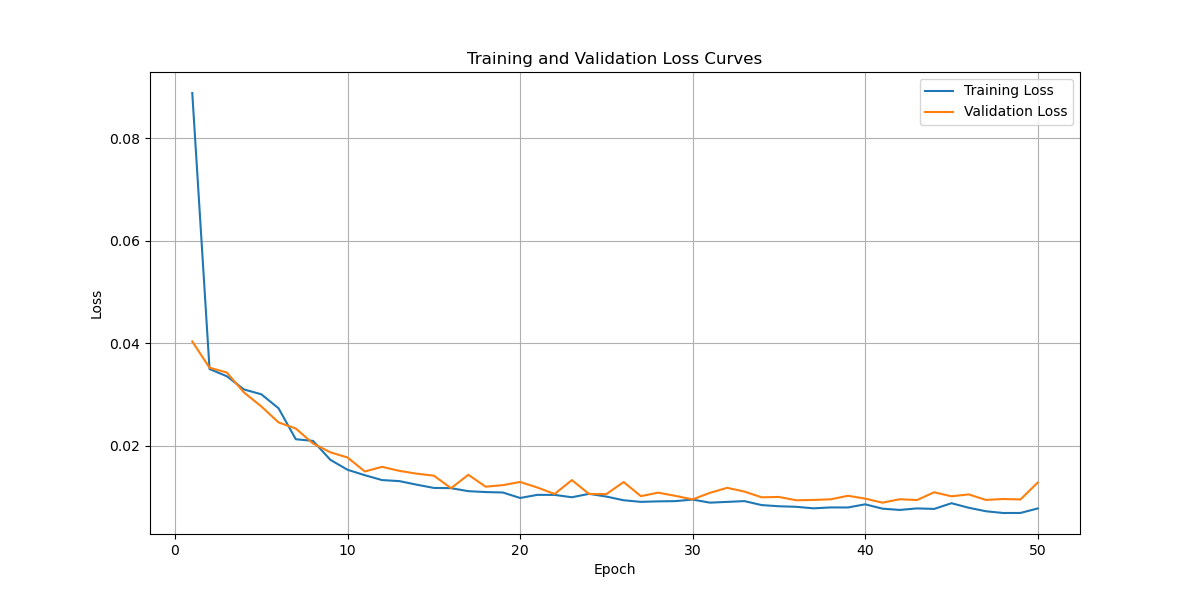 Training and Validation Loss Curves
Training Loss
Validation Loss
0.08
0.06
0.04
0.02
Loss
0 10 20 30 40 50
Epoch